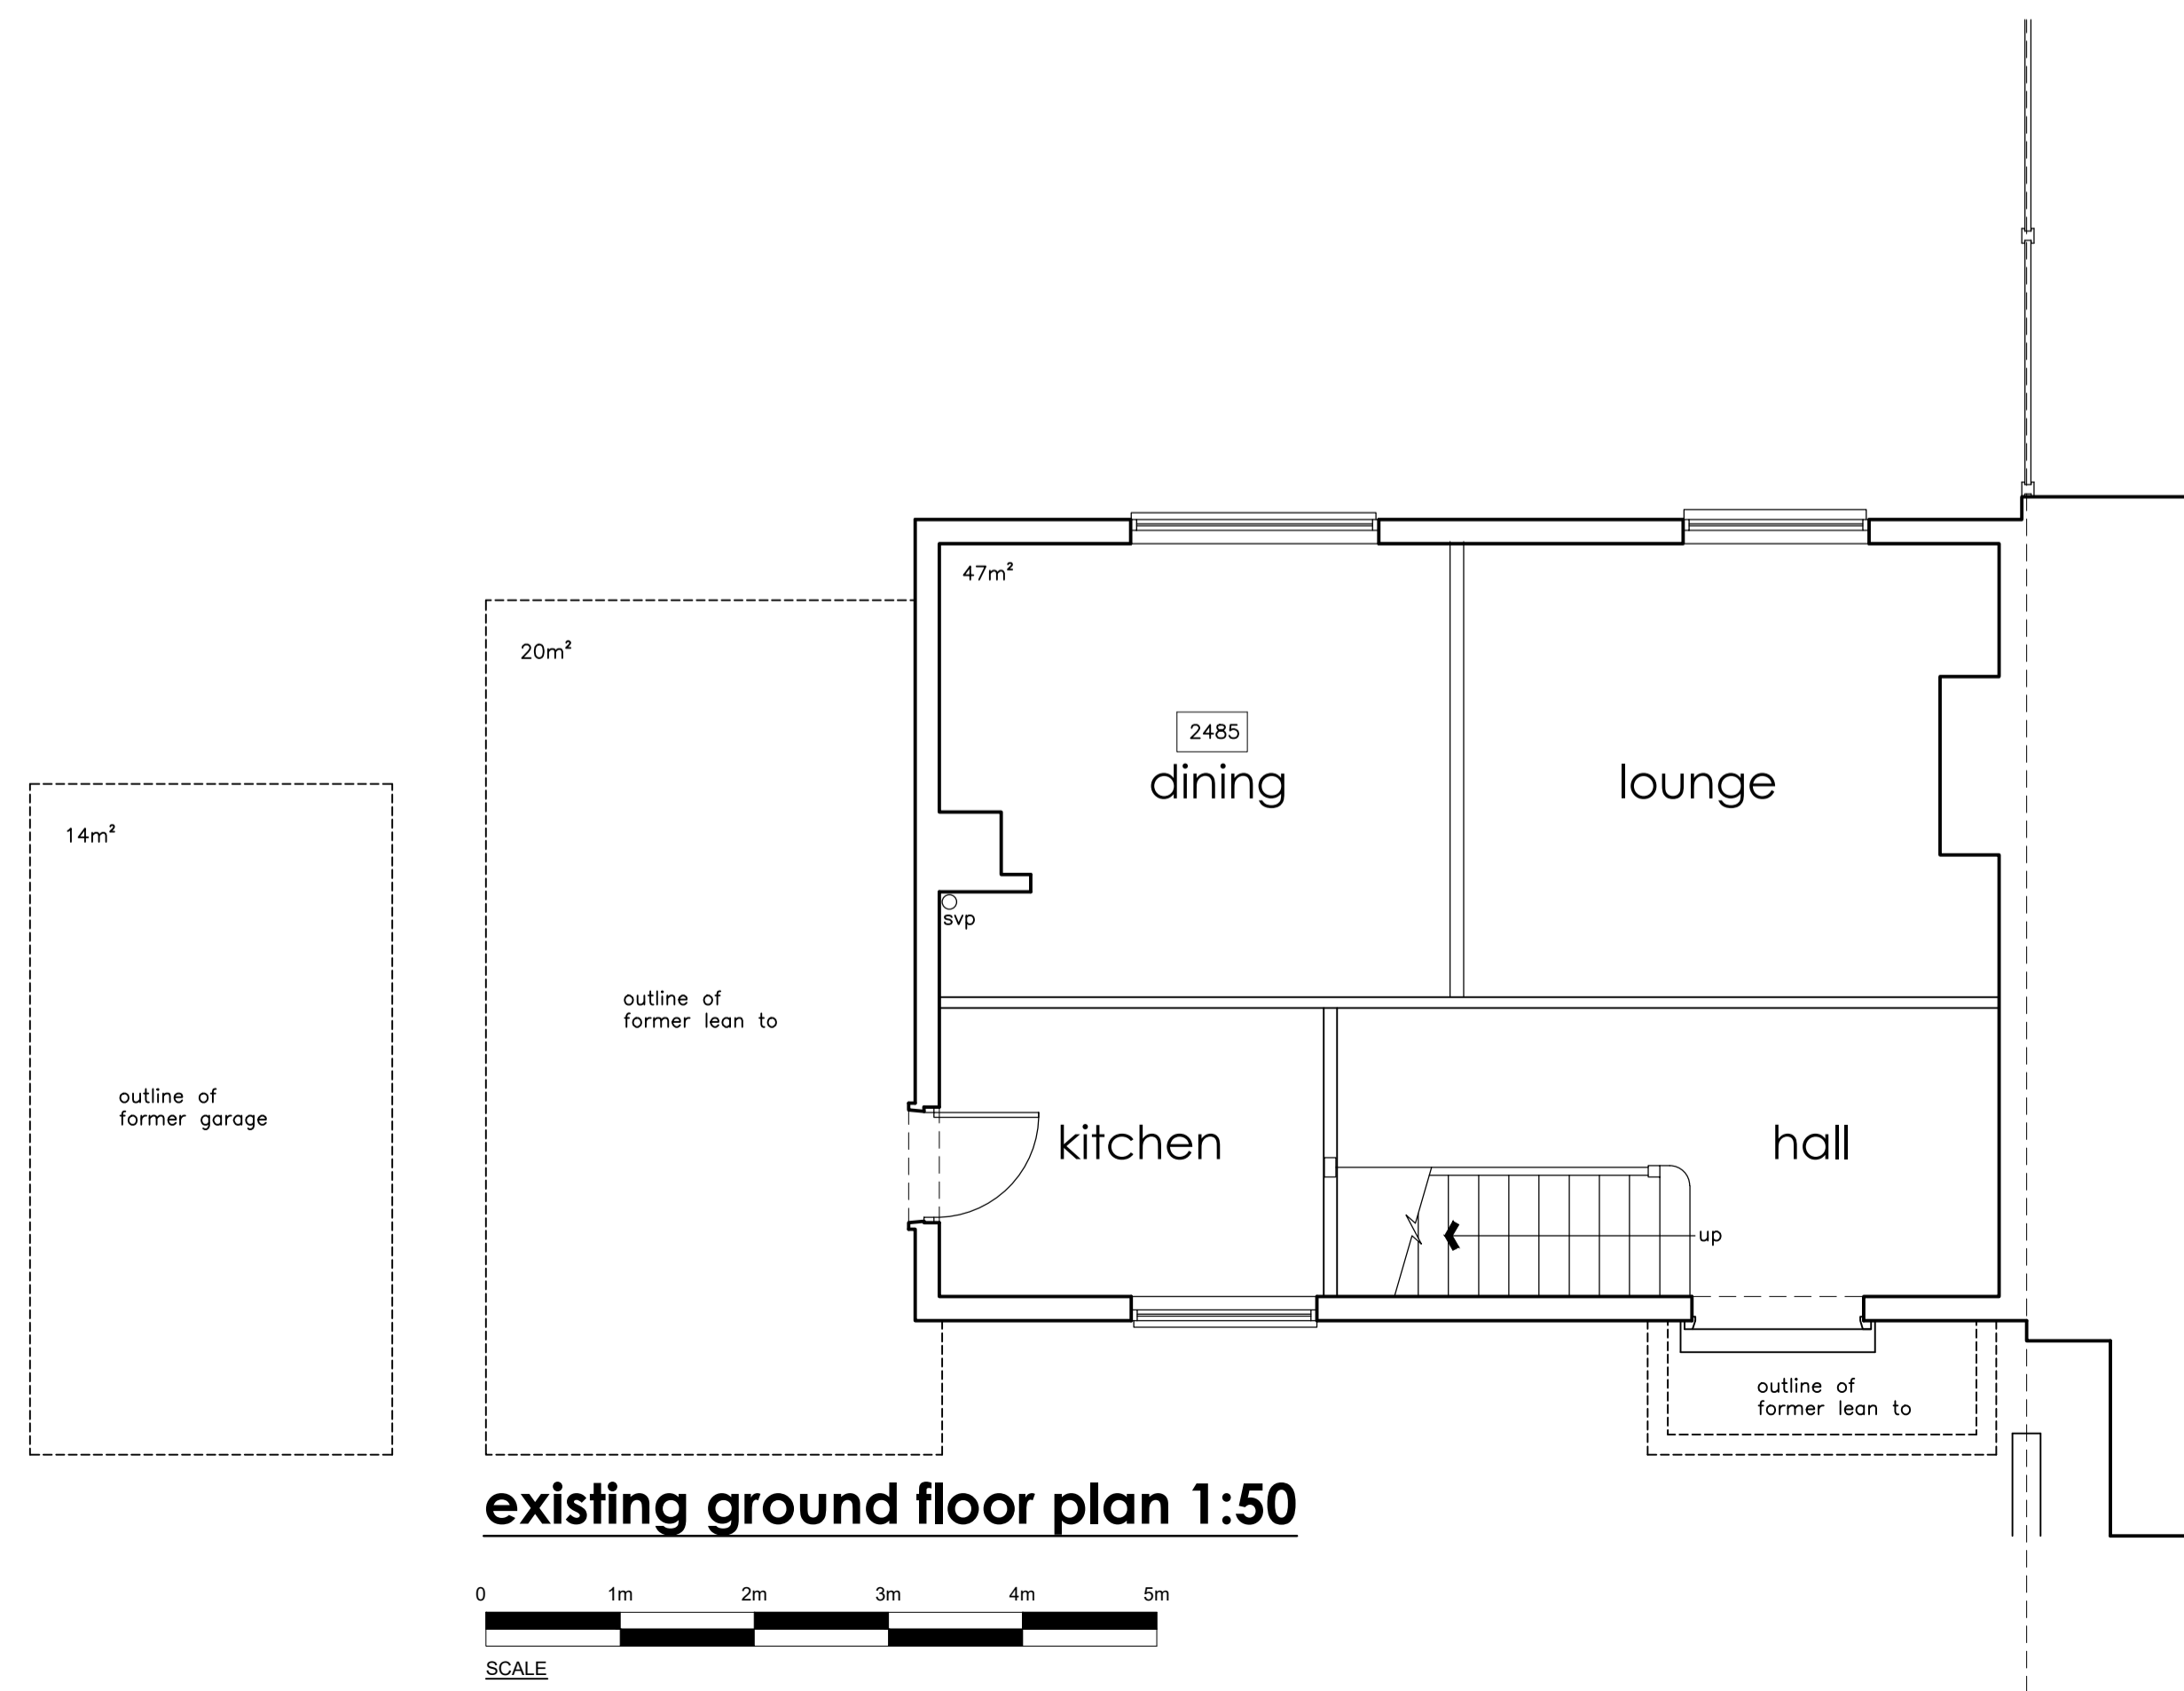 47m²
20m²
2485
dining
lounge
14m²
svp
outline of
former lean to
outline of
former garage
kitchen
hall
up
outline of
former lean to
existing ground floor plan 1:50
0 1m 2m 3m 4m 5m
SCALE